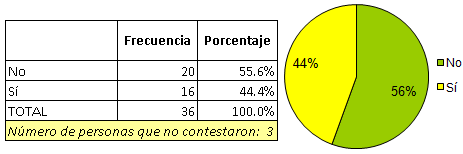 Frecuencia Porcentaje
No 20 55.6%
Sí 16 44.4%
TOTAL 36 100.0%
Número de personas que no contestaron: 3
44%
56%
No
Sí